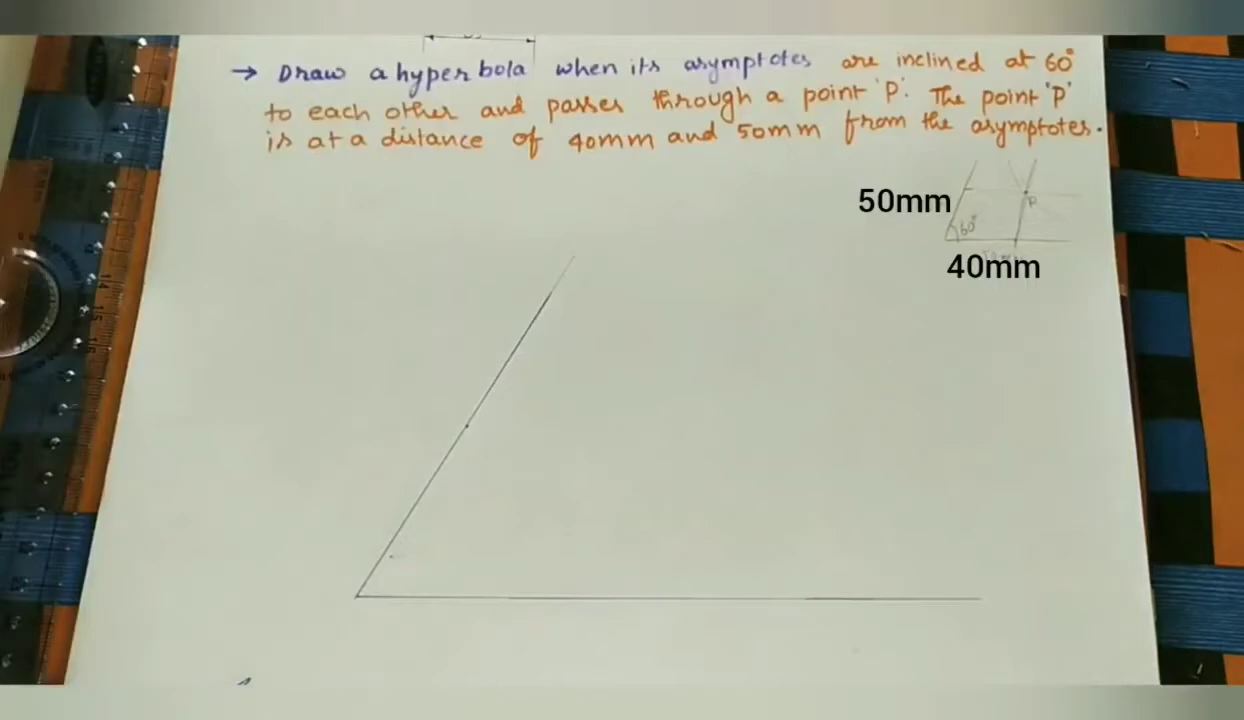 → Draw a hyperbola when its asymptotes are inclined at 60°
to each other and passes through a point 'P'. The point 'P'
is at a distance of 40mm and 50mm from the asymptotes.
50mm
P
60°
40mm